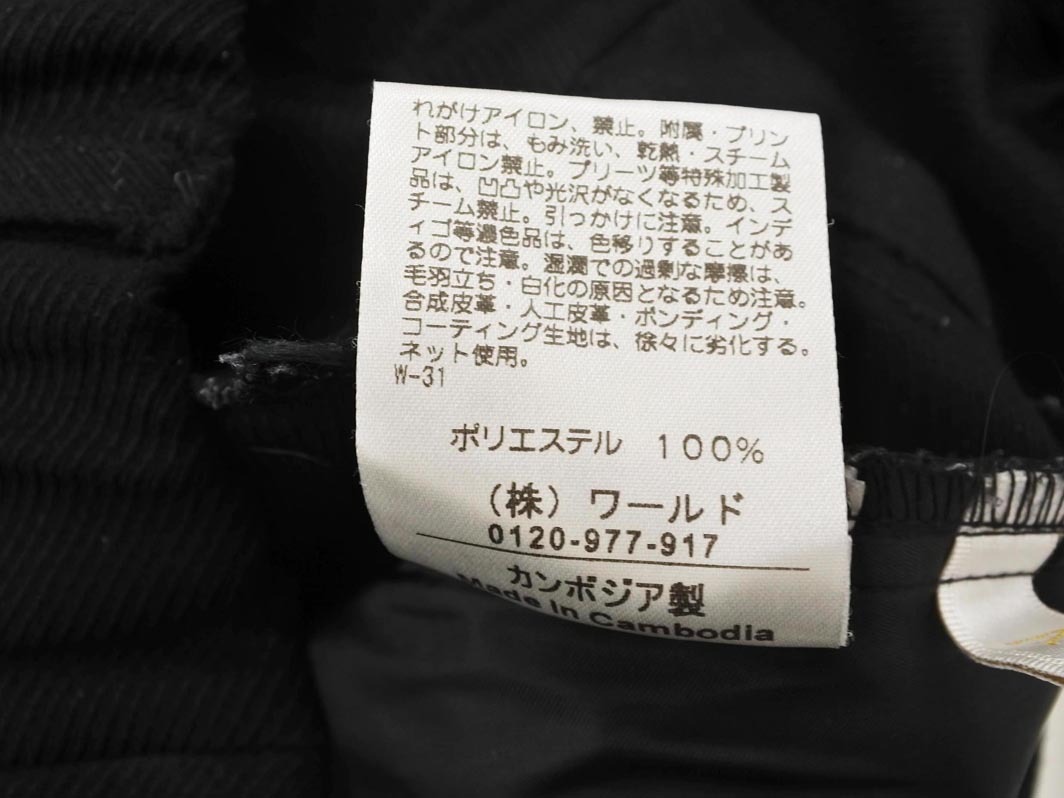 れがけアイロン、禁止。附属・プリン
ト部分は、もみ洗い、乾熱・スチーム
アイロン禁止。プリーツ等特殊加工製
品は、凹凸や光沢がなくなるため、ス
チーム禁止。引っかけに注意。インデ
ィゴ等濃色品は、色移りすることがあ
るので注意。湿潤での過剰な摩擦は、
毛羽立ち・白化の原因となるため注意。
合成皮革・人工皮革・ボンディング・
コーティング生地は、徐々に劣化する。
ネット使用。
W-31
ポリエステル 100%
(株)ワールド
0120-977-917
カンボジア製
Made in Cambodia